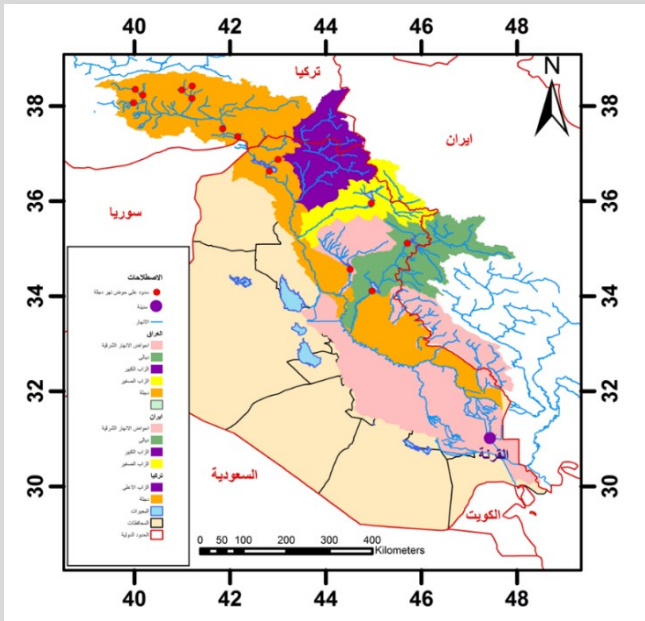 40 42 44 46 48
تركيا
N
ايران
سوريا
38 38
36 36
34 34
32 32
30 30
الاصطلاحات
سدود على حوض نهر دجلة
مدينة
الانهار
العراق
احواض الانهار الشرقية
ديالى
الزاب الكبير
الزاب الصغير
دجلة
ايران
احواض الانهار الشرقية
ديالى
الزاب الكبير
الزاب الصغير
تركيا
الزاب الاعلى
دجلة
البحيرات
المحافظات
الحدود الدولية
القرنة
السعودية
الكويت
0 50 100 200 300 400
Kilometers
40 42 44 46 48